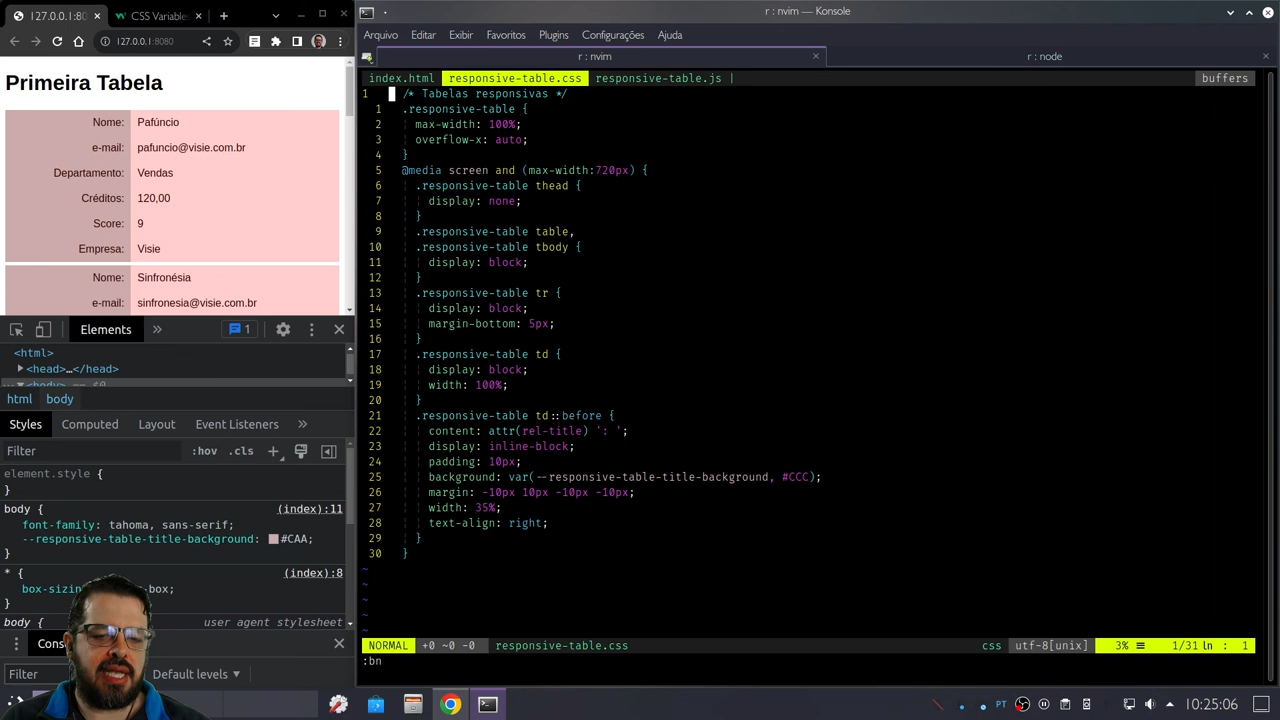 127.0.0.1:80
CSS Variable
127.0.0.1:8080
Primeira Tabela
Nome: Pafúncio
e-mail: pafuncio@visie.com.br
Departamento: Vendas
Créditos: 120,00
Score: 9
Empresa: Visie
Nome: Sinfronésia
e-mail: sinfronesia@visie.com.br
Elements
1
<html>
<head>…</head>
<body> == $0
html body
Styles Computed Layout Event Listeners
Filter :hov .cls
element.style {
}
body { (index):11
font-family: tahoma, sans-serif;
--responsive-table-title-background: #CAA;
}
* { (index):8
box-sizin box;
}
body { user agent stylesheet
Conso
Filter Default levels
r : nvim — Konsole
Arquivo Editar Exibir Favoritos Plugins Configurações Ajuda
r : nvim r : node
index.html responsive-table.css responsive-table.js | buffers
1 /* Tabelas responsivas */
1 .responsive-table {
2 max-width: 100%;
3 overflow-x: auto;
4 }
5 @media screen and (max-width:720px) {
6 .responsive-table thead {
7 display: none;
8 }
9 .responsive-table table,
10 .responsive-table tbody {
11 display: block;
12 }
13 .responsive-table tr {
14 display: block;
15 margin-bottom: 5px;
16 }
17 .responsive-table td {
18 display: block;
19 width: 100%;
20 }
21 .responsive-table td::before {
22 content: attr(rel-title) ': ';
23 display: inline-block;
24 padding: 10px;
25 background: var(--responsive-table-title-background, #CCC);
26 margin: -10px 10px -10px -10px;
27 width: 35%;
28 text-align: right;
29 }
30 }
~
~
~
~
~
NORMAL +0 ~0 -0 responsive-table.css css utf-8[unix] 3% ≡ 1/31 ln : 1
:bn
PT
10:25:06